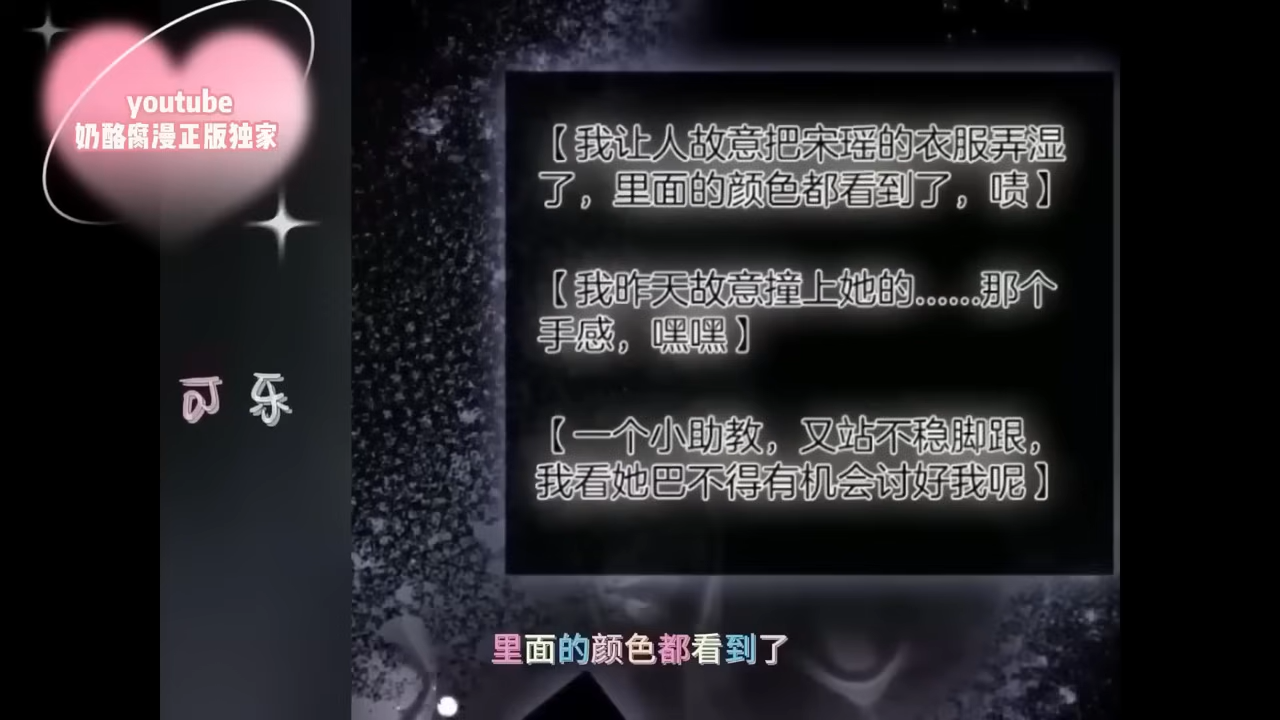 youtube
奶酪腐漫正版独家
可乐
【我让人故意把宋瑶的衣服弄湿
了，里面的颜色都看到了，啧】
【我昨天故意撞上她的……那个
手感，嘿嘿】
【一个小助教，又站不稳脚跟，
我看她巴不得有机会讨好我呢】
里面的颜色都看到了